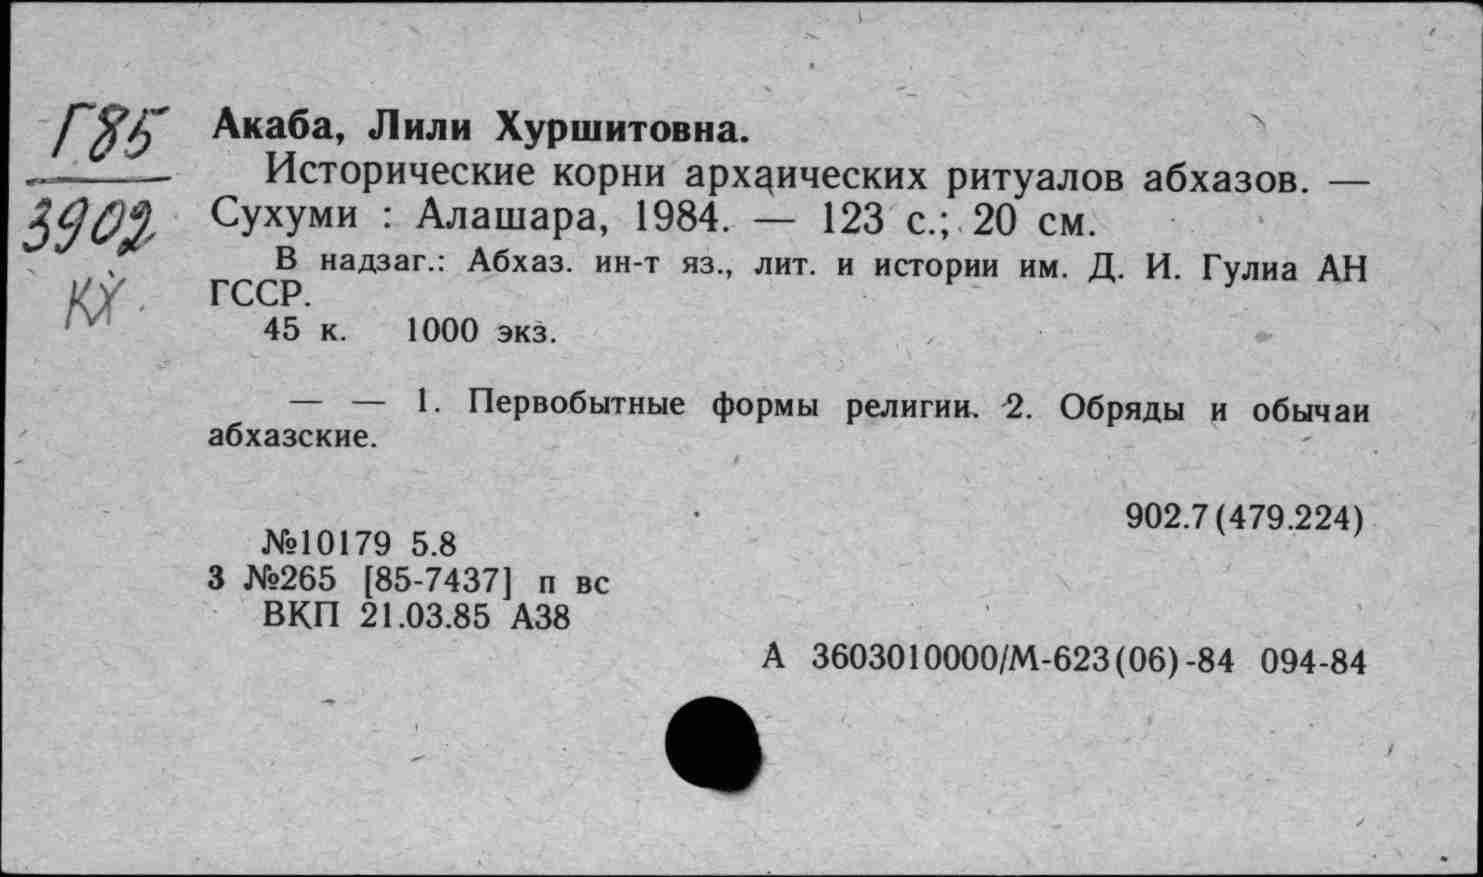 Г85
3902
КХ
Акаба, Лили Хуршитовна.
Исторические корни архаических ритуалов абхазов. —
Сухуми : Алашара, 1984. — 123 с.; 20 см.
В надзаг.: Абхаз. ин-т яз., лит. и истории им. Д. И. Гулиа АН
ГССР.
45 к. 1000 экз.
— — 1. Первобытные формы религии. 2. Обряды и обычаи
абхазские.
902.7(479.224)
№10179 5.8
3 №265 [85-7437] п вс
ВКП 21.03.85 А38
А 3603010000/М-623(06)-84 094-84